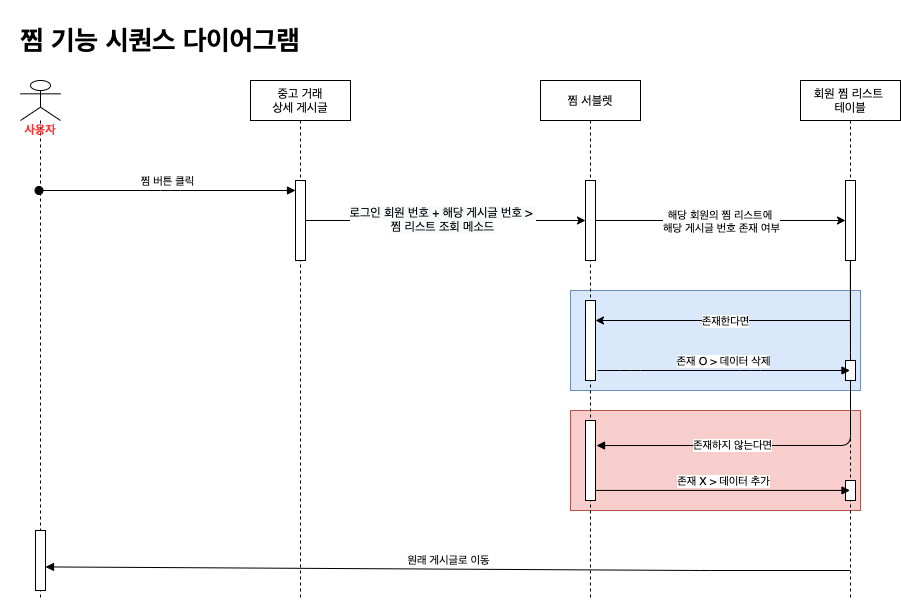 찜 기능 시퀀스 다이어그램
중고 거래
상세 게시글
찜 서블렛
회원 찜 리스트
테이블
사용자
찜 버튼 클릭
로그인 회원 번호 + 해당 게시글 번호 >
찜 리스트 조회 메소드
해당 회원의 찜 리스트에
해당 게시글 번호 존재 여부
존재한다면
존재 O > 데이터 삭제
존재하지 않는다면
존재 X > 데이터 추가
원래 게시글로 이동